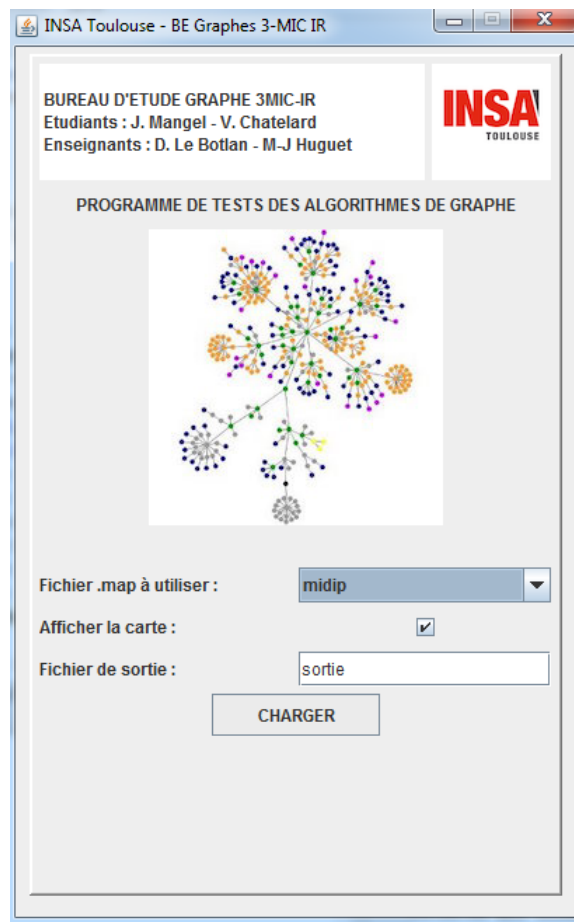 INSA Toulouse - BE Graphes 3-MIC IR
BUREAU D'ETUDE GRAPHE 3MIC-IR
Etudiants : J. Mangel - V. Chatelard
Enseignants : D. Le Botlan - M-J Huguet
INSA
TOULOUSE
PROGRAMME DE TESTS DES ALGORITHMES DE GRAPHE
Fichier .map à utiliser : midip
Afficher la carte :
Fichier de sortie : sortie
CHARGER